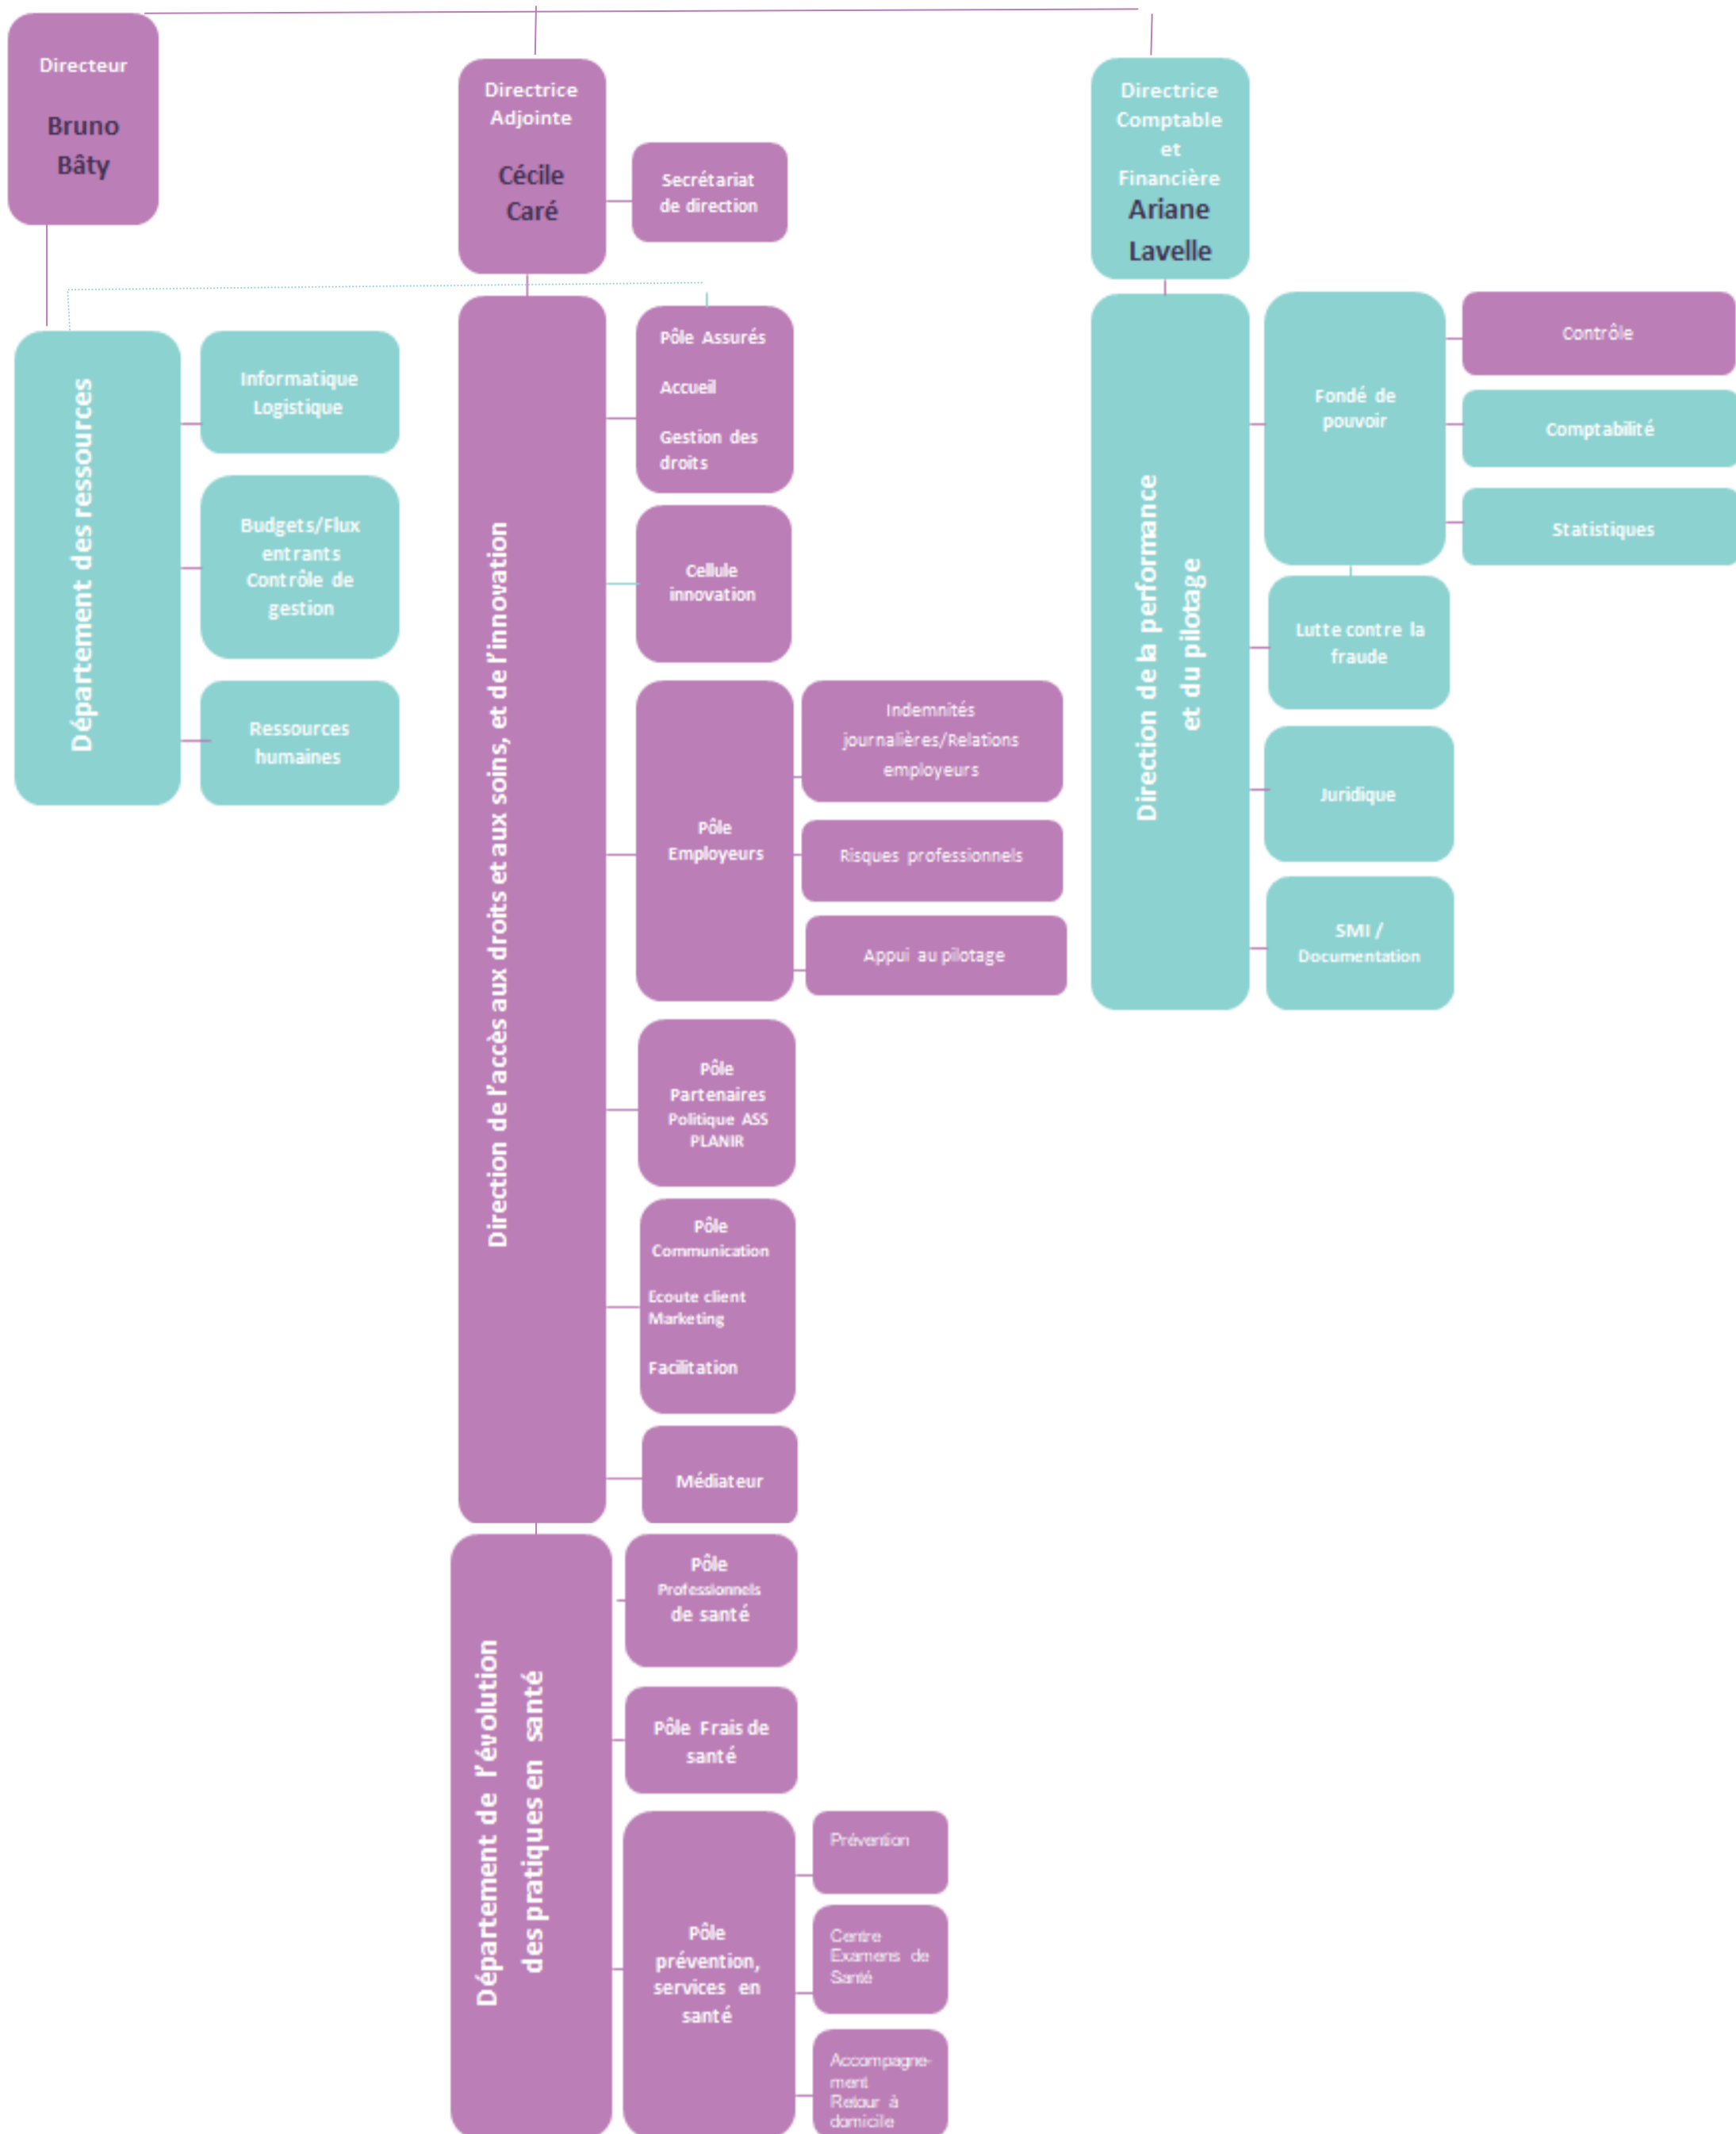 Directeur
Bruno
Bâty
Directrice
Adjointe
Cécile
Caré
Secrétariat
de direction
Directrice
Comptable
et
Financière
Ariane
Lavelle
Département des ressources
Informatique
Logistique
Budgets/Flux
entrants
Contrôle de
gestion
Ressources
humaines
Direction de l'accès aux droits et aux soins, et de l'innovation
Pôle Assurés
Accueil
Gestion des
droits
Cellule
innovation
Pôle
Employeurs
Indemnités
journalières/Relations
employeurs
Risques professionnels
Appui au pilotage
Pôle
Partenaires
Politique ASS
PLANIR
Pôle
Communication
Ecoute client
Marketing
Facilitation
Médiateur
Direction de la performance
et du pilotage
Fondé de
pouvoir
Contrôle
Comptabilité
Statistiques
Lutte contre la
fraude
Juridique
SMI /
Documentation
Département de l'évolution
des pratiques en santé
Pôle
Professionnels
de santé
Pôle Frais de
santé
Pôle
prévention,
services en
santé
Prévention
Centre
Examens de
Santé
Accompagne-
ment
Retour à
domicile